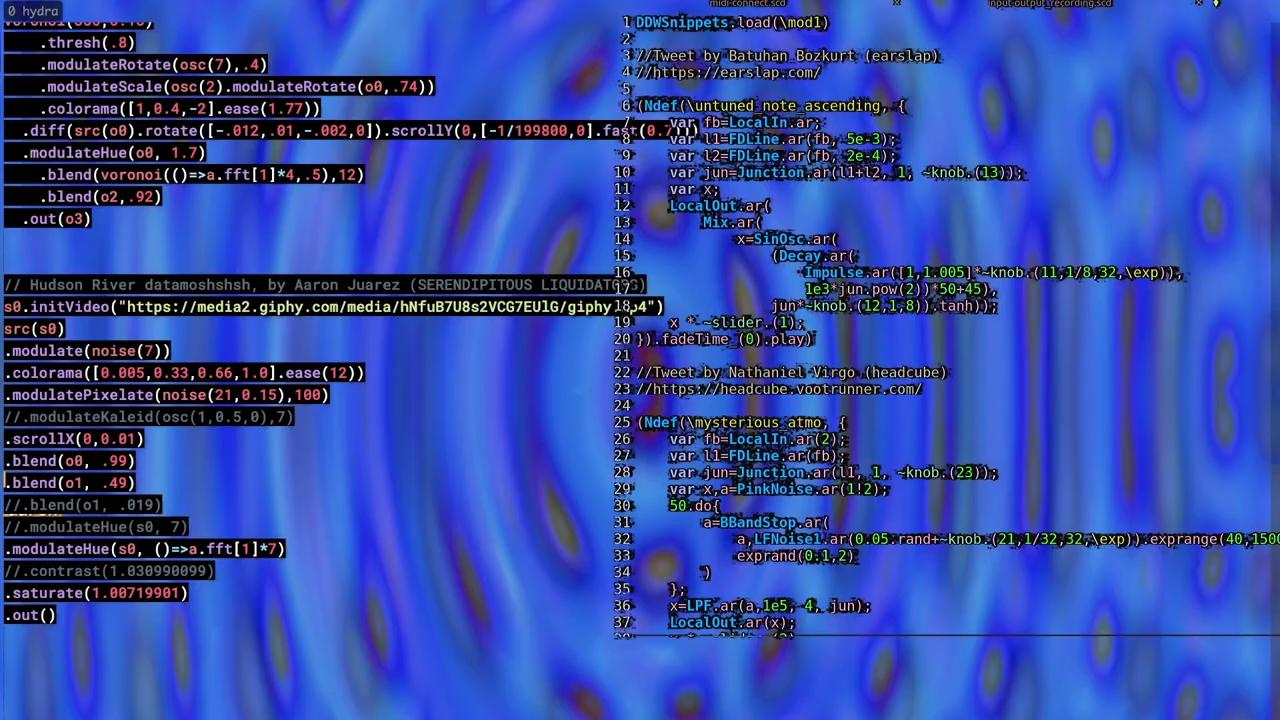 0 hydra
.thresh(.8)
.modulateRotate(osc(7),.4)
.modulateScale(osc(2).modulateRotate(o0,.74))
.colorama([1,0.4,-2].ease(1.77))
.diff(src(o0).rotate([-.012,.01,-.002,0]).scrollY(0,[-1/199800,0].fast(0.7)))
.modulateHue(o0, 1.7)
.blend(voronoi(()=>a.fft[1]*4,.5),12)
.blend(o2,.92)
.out(o3)
// Hudson River datamoshshsh, by Aaron Juarez (SERENDIPITOUS LIQUIDATORS)
s0.initVideo("https://media2.giphy.com/media/hNfuB7U8s2VCG7EUlG/giphy.mp4")
src(s0)
.modulate(noise(7))
.colorama([0.005,0.33,0.66,1.0].ease(12))
.modulatePixelate(noise(21,0.15),100)
//.modulateKaleid(osc(1,0.5,0),7)
.scrollX(0,0.01)
.blend(o0, .99)
.blend(o1, .49)
//.blend(o1, .019)
//.modulateHue(s0, 7)
.modulateHue(s0, ()=>a.fft[1]*7)
//.contrast(1.030990099)
.saturate(1.00719901)
.out()
midi-connect.scd
input-output_recording.scd
1 DDWSnippets.load(\mod1)
2
3 //Tweet by Batuhan Bozkurt (earslap)
4 //https://earslap.com/
5
6 (Ndef(\untuned_note_ascending, {
7 var fb=LocalIn.ar;
8 var l1=FDLine.ar(fb, 5e-3);
9 var l2=FDLine.ar(fb, 2e-4);
10 var jun=Junction.ar(l1+l2, 1, ~knob.(13));
11 var x;
12 LocalOut.ar(
13 Mix.ar(
14 x=SinOsc.ar(
15 (Decay.ar(
16 Impulse.ar([1,1.005]*~knob.(11,1/8,32,\exp)),
17 1e3*jun.pow(2))*50+45),
18 jun*~knob.(12,1,8)).tanh));
19 x * ~slider.(1);
20 }).fadeTime_(0).play)
21
22 //Tweet by Nathaniel Virgo (headcube)
23 //https://headcube.vootrunner.com/
24
25 (Ndef(\mysterious_atmo, {
26 var fb=LocalIn.ar(2);
27 var l1=FDLine.ar(fb);
28 var jun=Junction.ar(l1, 1, ~knob.(23));
29 var x,a=PinkNoise.ar(1!2);
30 50.do{
31 a=BBandStop.ar(
32 a,LFNoise1.ar(0.05.rand+~knob.(21,1/32,32,\exp)).exprange(40,1500
33 exprand(0.1,2)
34 )
35 };
36 x=LPF.ar(a,1e5, 4, jun);
37 LocalOut.ar(x);